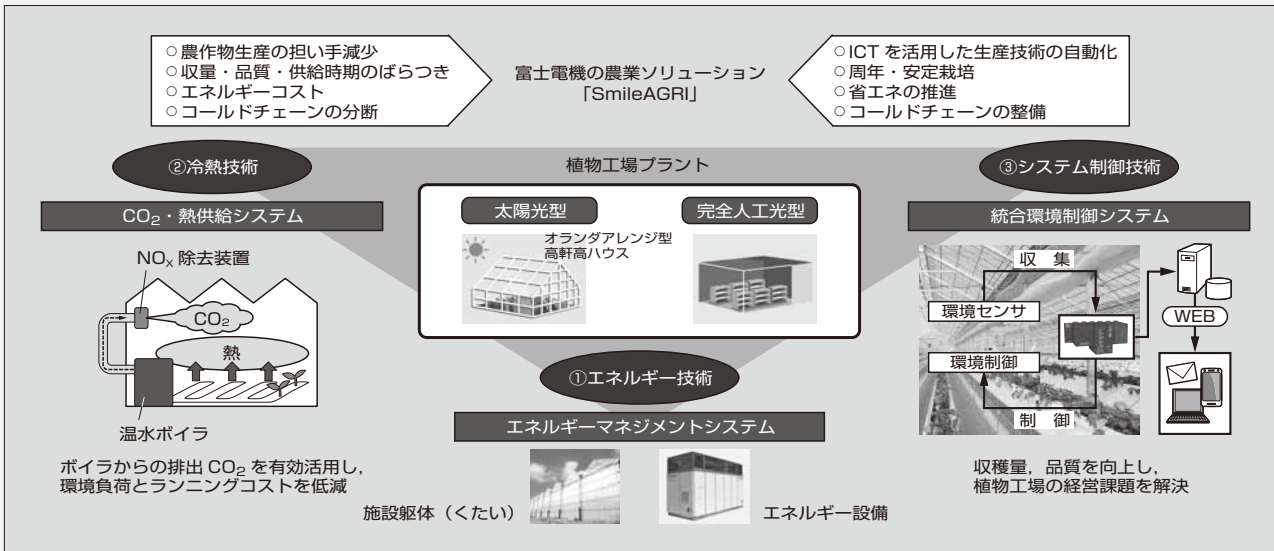 ○農作物生産の担い手減少
○収量・品質・供給時期のばらつき
○エネルギーコスト
○コールドチェーンの分断
富士電機の農業ソリューション
「SmileAGRI」
○ICTを活用した生産技術の自動化
○周年・安定栽培
○省エネの推進
○コールドチェーンの整備
②冷熱技術
植物工場プラント
③システム制御技術
CO₂・熱供給システム
NOx 除去装置
CO₂
熱
温水ボイラ
ボイラからの排出 CO₂ を有効活用し,
環境負荷とランニングコストを低減
太陽光型
オランダアレンジ型
高軒高ハウス
完全人工光型
①エネルギー技術
エネルギーマネジメントシステム
施設躯体（くたい）
エネルギー設備
統合環境制御システム
収 集
環境センサ
環境制御
制 御
WEB
収穫量,品質を向上し,
植物工場の経営課題を解決